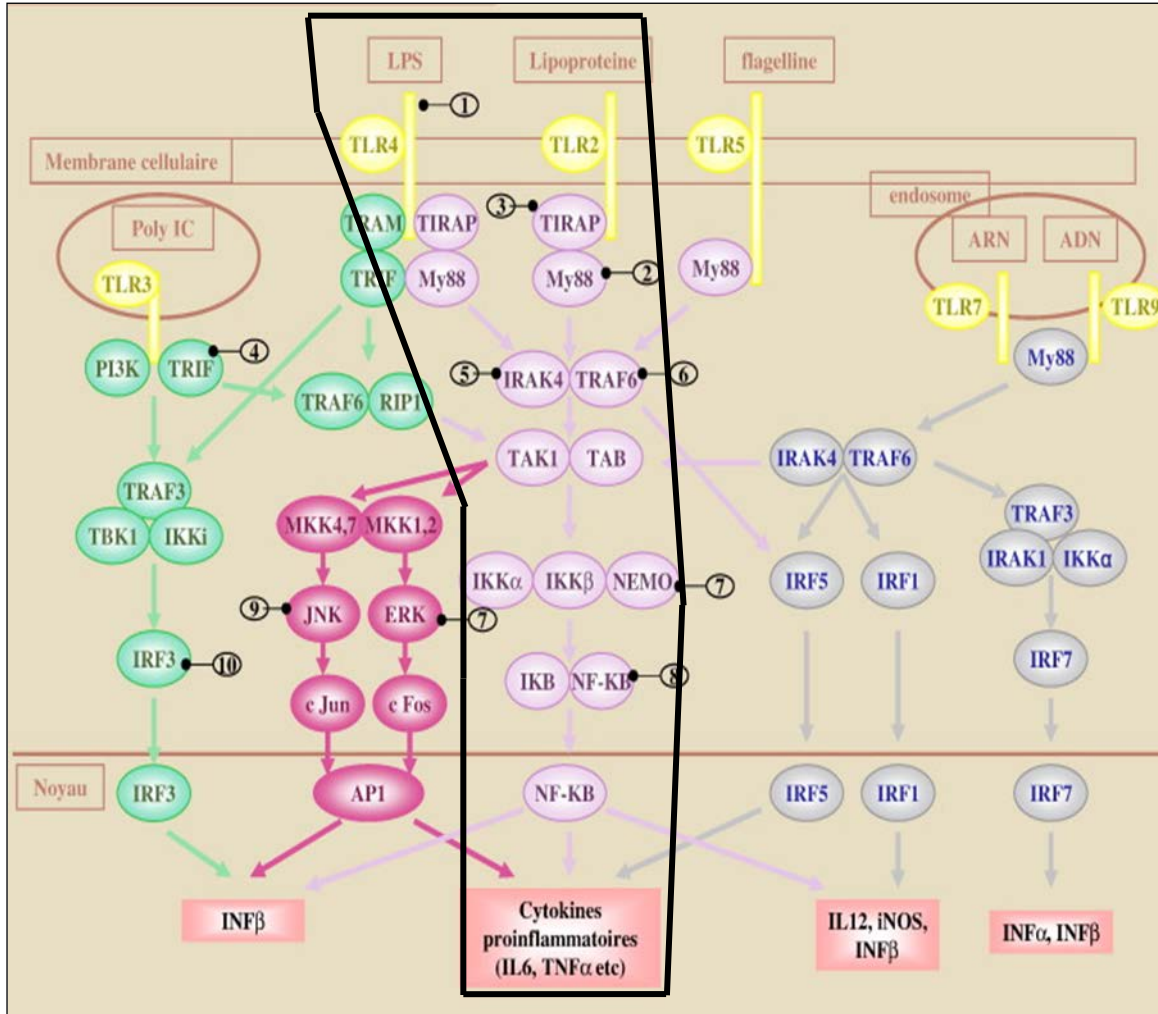 LPS
Lipoproteine
flagelline
1
TLR4
TLR2
TLR5
Membrane cellulaire
endosome
Poly IC
TRAM
TIRAP
3
TIRAP
ARN
ADN
TLR3
TRIF
My88
My88
2
My88
TLR7
TLR9
PI3K
TRIF
4
5
IRAK4
TRAF6
6
My88
TRAF6
RIP1
TAK1
TAB
IRAK4
TRAF6
TRAF3
TBK1
IKKi
MKK4,7
MKK1,2
TRAF3
IRAK1
IKKα
IKKα
IKKβ
NEMO
7
IRF5
IRF1
9
JNK
ERK
7
IRF3
10
IKB
NF-KB
8
IRF7
c Jun
c Fos
Noyau
IRF3
AP1
NF-KB
IRF5
IRF1
IRF7
INFβ
Cytokines
proinflammatoires
(IL6, TNFα etc)
IL12, iNOS,
INFβ
INFα, INFβ